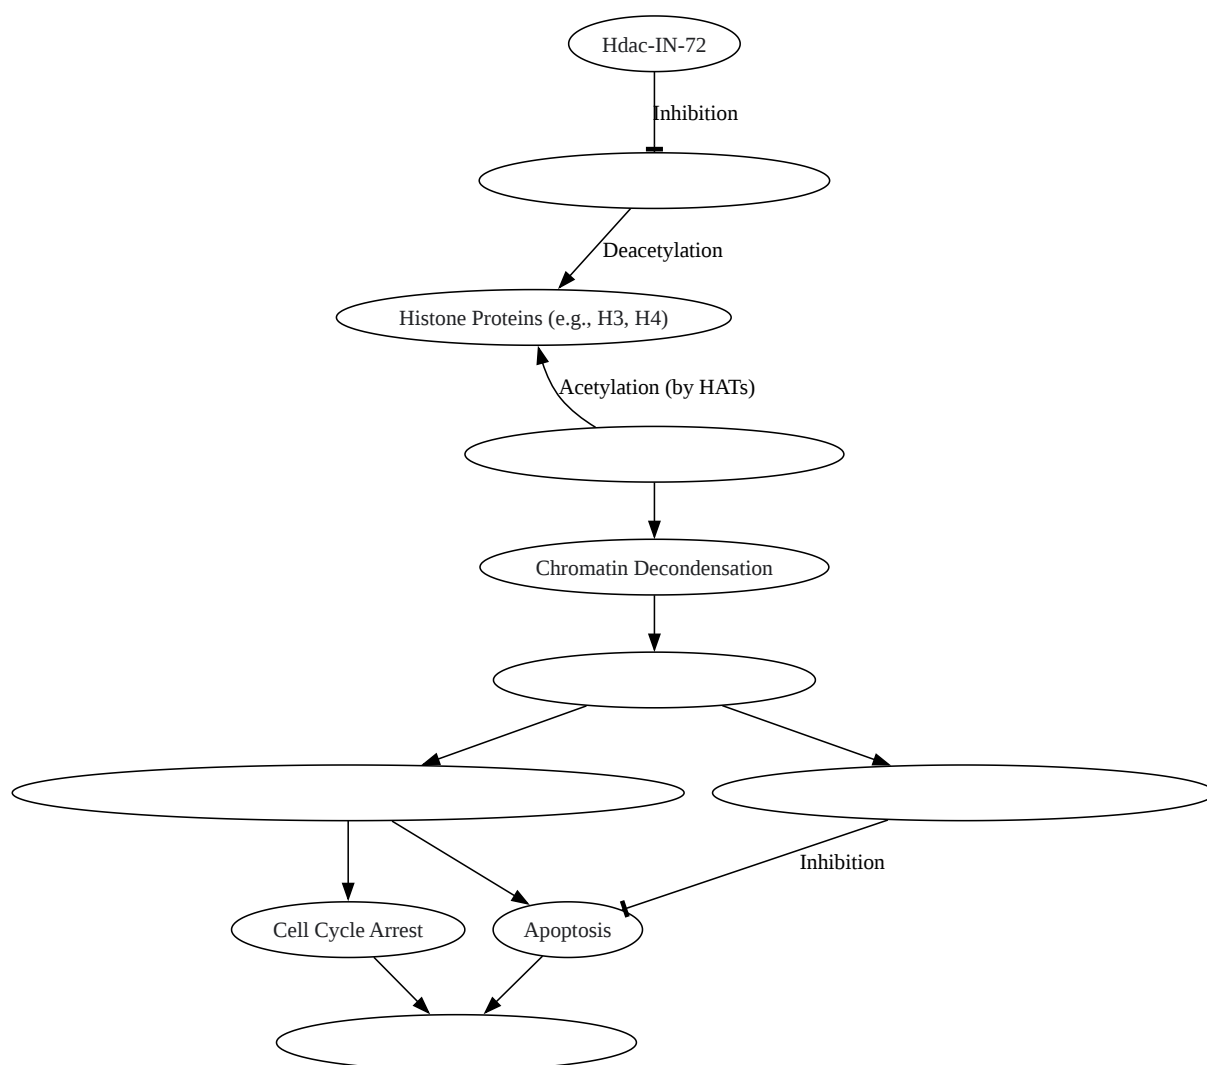 Hdac-IN-72
Inhibition
Deacetylation
Histone Proteins (e.g., H3, H4)
Acetylation (by HATs)
Chromatin Decondensation
Inhibition
Cell Cycle Arrest
Apoptosis